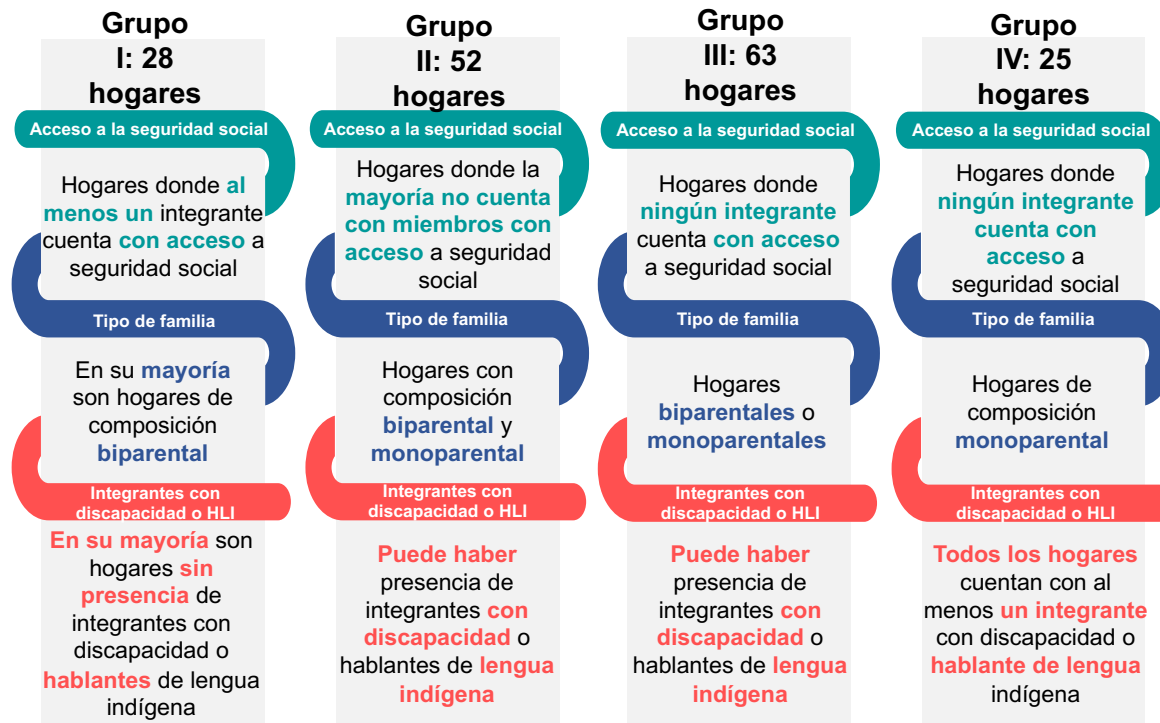 Grupo
I: 28
hogares
Acceso a la seguridad social
Hogares donde al
menos un integrante
cuenta con acceso a
seguridad social
Tipo de familia
En su mayoría
son hogares de
composición
biparental
Integrantes con
discapacidad o HLI
En su mayoría son
hogares sin
presencia de
integrantes con
discapacidad o
hablantes de lengua
indígena
Grupo
II: 52
hogares
Acceso a la seguridad social
Hogares donde la
mayoría no cuenta
con miembros con
acceso a seguridad
social
Tipo de familia
Hogares con
composición
biparental y
monoparental
Integrantes con
discapacidad o HLI
Puede haber
presencia de
integrantes con
discapacidad o
hablantes de lengua
indígena
Grupo
III: 63
hogares
Acceso a la seguridad social
Hogares donde
ningún integrante
cuenta con acceso
a seguridad social
Tipo de familia
Hogares
biparentales o
monoparentales
Integrantes con
discapacidad o HLI
Puede haber
presencia de
integrantes con
discapacidad o
hablantes de lengua
indígena
Grupo
IV: 25
hogares
Acceso a la seguridad social
Hogares donde
ningún integrante
cuenta con
acceso a
seguridad social
Tipo de familia
Hogares de
composición
monoparental
Integrantes con
discapacidad o HLI
Todos los hogares
cuentan con al
menos un integrante
con discapacidad o
hablante de lengua
indígena